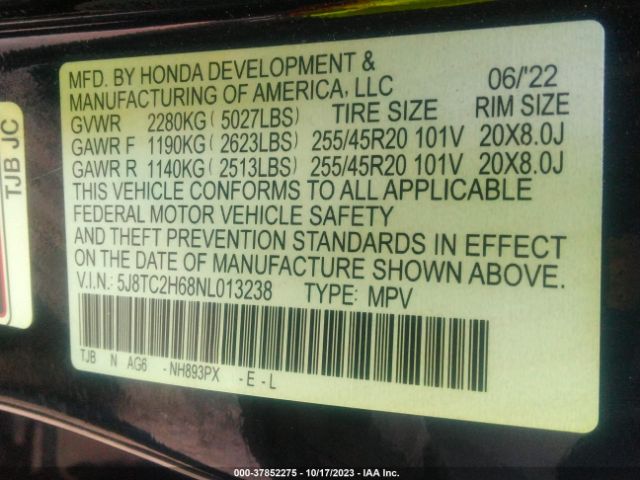 MFD. BY HONDA DEVELOPMENT &
MANUFACTURING OF AMERICA, LLC 06/'22
GVWR 2280KG ( 5027LBS) TIRE SIZE RIM SIZE
GAWR F 1190KG ( 2623LBS) 255/45R20 101V 20X8.0J
GAWR R 1140KG ( 2513LBS) 255/45R20 101V 20X8.0J
THIS VEHICLE CONFORMS TO ALL APPLICABLE
FEDERAL MOTOR VEHICLE SAFETY
AND THEFT PREVENTION STANDARDS IN EFFECT
ON THE DATE OF MANUFACTURE SHOWN ABOVE.
V.I.N.: 5J8TC2H68NL013238 TYPE: MPV
TJB N AG6 - NH893PX - E - L
TJB JC
000-37852275 - 10/17/2023 - IAA Inc.